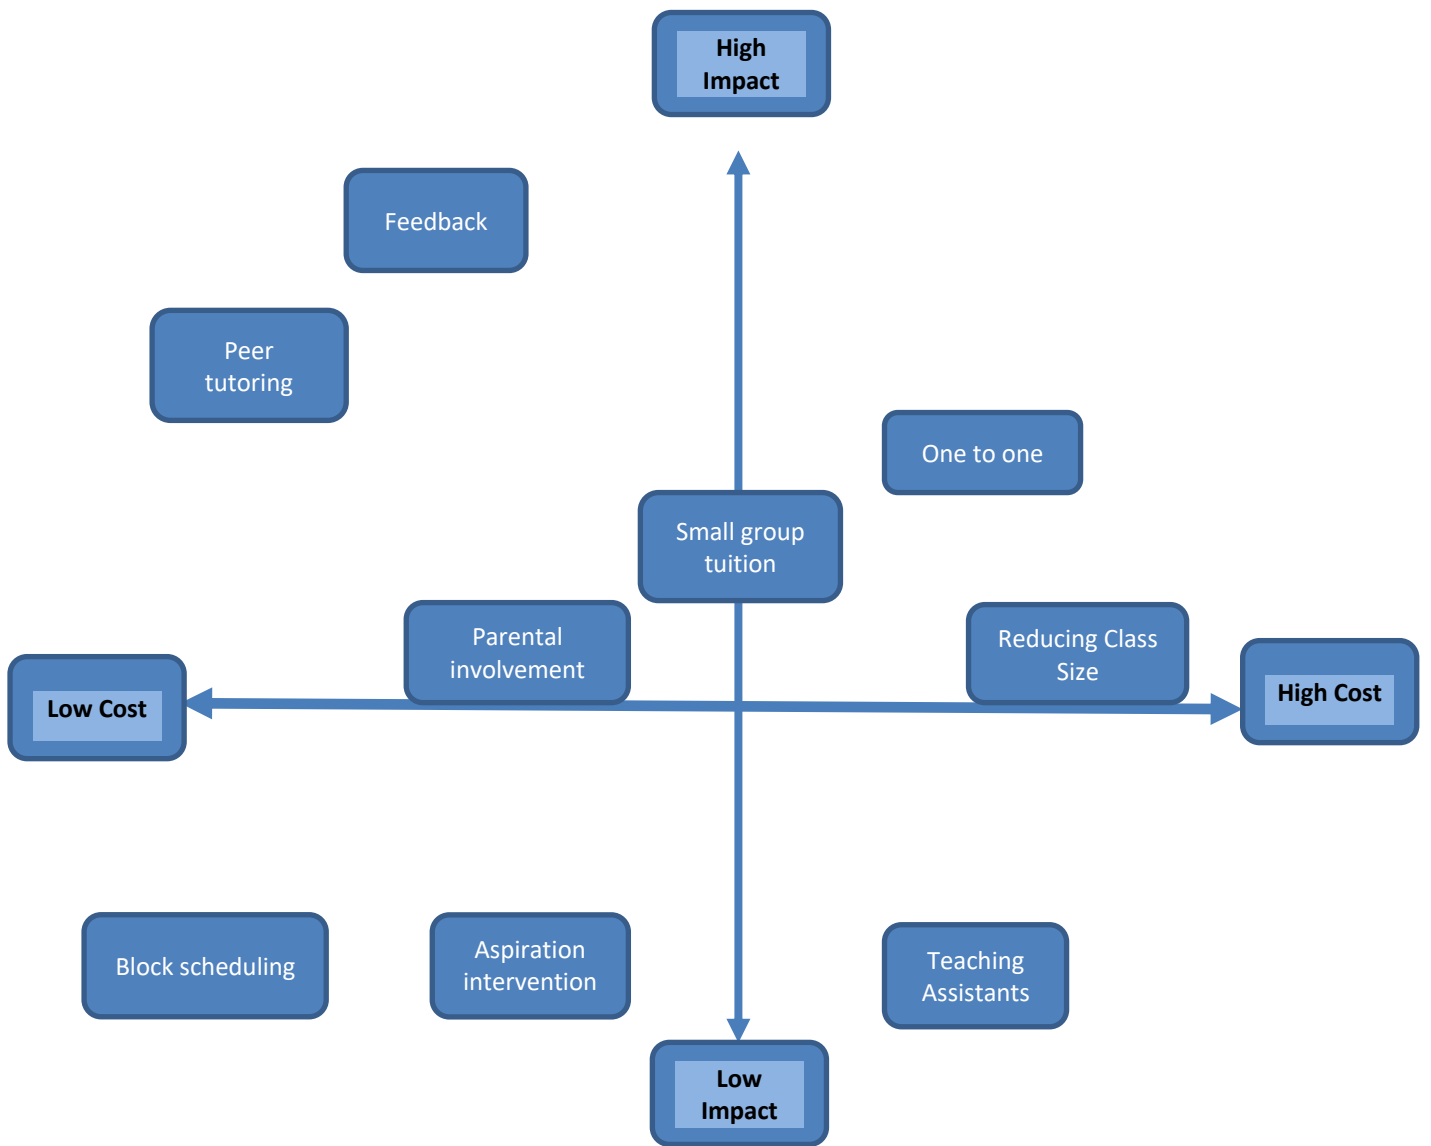 High
Impact
Feedback
Peer
tutoring
One to one
Small group
tuition
Parental
involvement
Reducing Class
Size
Low Cost
High Cost
Block scheduling
Aspiration
intervention
Teaching
Assistants
Low
Impact